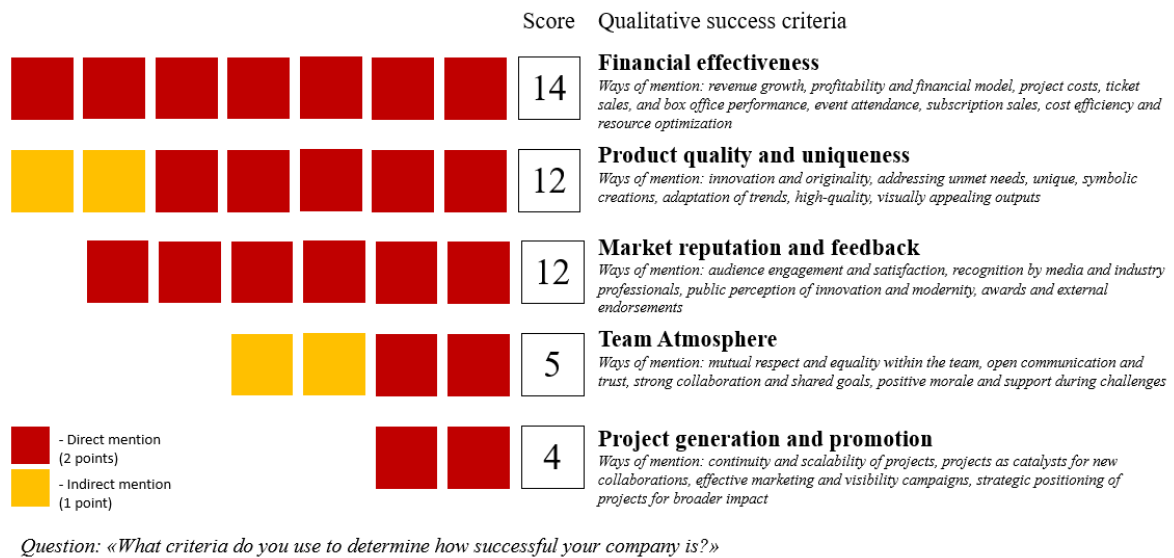 Score Qualitative success criteria
14
Financial effectiveness
Ways of mention: revenue growth, profitability and financial model, project costs, ticket
sales, and box office performance, event attendance, subscription sales, cost efficiency and
resource optimization
12
Product quality and uniqueness
Ways of mention: innovation and originality, addressing unmet needs, unique, symbolic
creations, adaptation of trends, high-quality, visually appealing outputs
12
Market reputation and feedback
Ways of mention: audience engagement and satisfaction, recognition by media and industry
professionals, public perception of innovation and modernity, awards and external
endorsements
5
Team Atmosphere
Ways of mention: mutual respect and equality within the team, open communication and
trust, strong collaboration and shared goals, positive morale and support during challenges
4
Project generation and promotion
Ways of mention: continuity and scalability of projects, projects as catalysts for new
collaborations, effective marketing and visibility campaigns, strategic positioning of
projects for broader impact
- Direct mention
(2 points)
- Indirect mention
(1 point)
Question: «What criteria do you use to determine how successful your company is?»